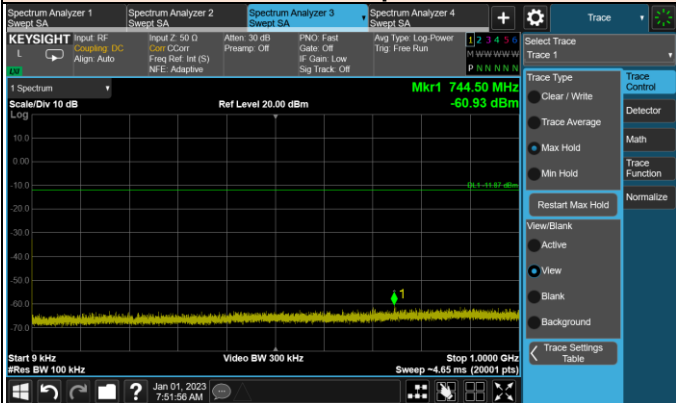 Spectrum Analyzer 1
Swept SA
Spectrum Analyzer 2
Swept SA
Spectrum Analyzer 3
Swept SA
Spectrum Analyzer 4
Swept SA
+
Trace
KEYSIGHT
L
Input: RF
Coupling: DC
Align: Auto
Input Z: 50 Ω
Corr CCorr
Freq Ref: Int (S)
NFE: Adaptive
Atten: 30 dB
Preamp: Off
PNO: Fast
Gate: Off
IF Gain: Low
Sig Track: Off
Avg Type: Log-Power
Trig: Free Run
1 2 3 4 5 6
M W W W W W
P N N N N N
Select Trace
Trace 1
1 Spectrum
Scale/Div 10 dB
Log
Ref Level 20.00 dBm
Mkr1 744.50 MHz
-60.93 dBm
10.0
0.00
-10.0
-20.0
-30.0
-40.0
-50.0
-60.0
-70.0
DL1 -11.87 dBm
1
Start 9 kHz
#Res BW 100 kHz
Video BW 300 kHz
Stop 1.0000 GHz
Sweep ~4.65 ms (20001 pts)
Trace Type
Clear / Write
Trace Average
Max Hold
Min Hold
Restart Max Hold
View/Blank
Active
View
Blank
Background
Trace Settings
Table
Trace
Control
Detector
Math
Trace
Function
Normalize
?
Jan 01, 2023
7:51:56 AM